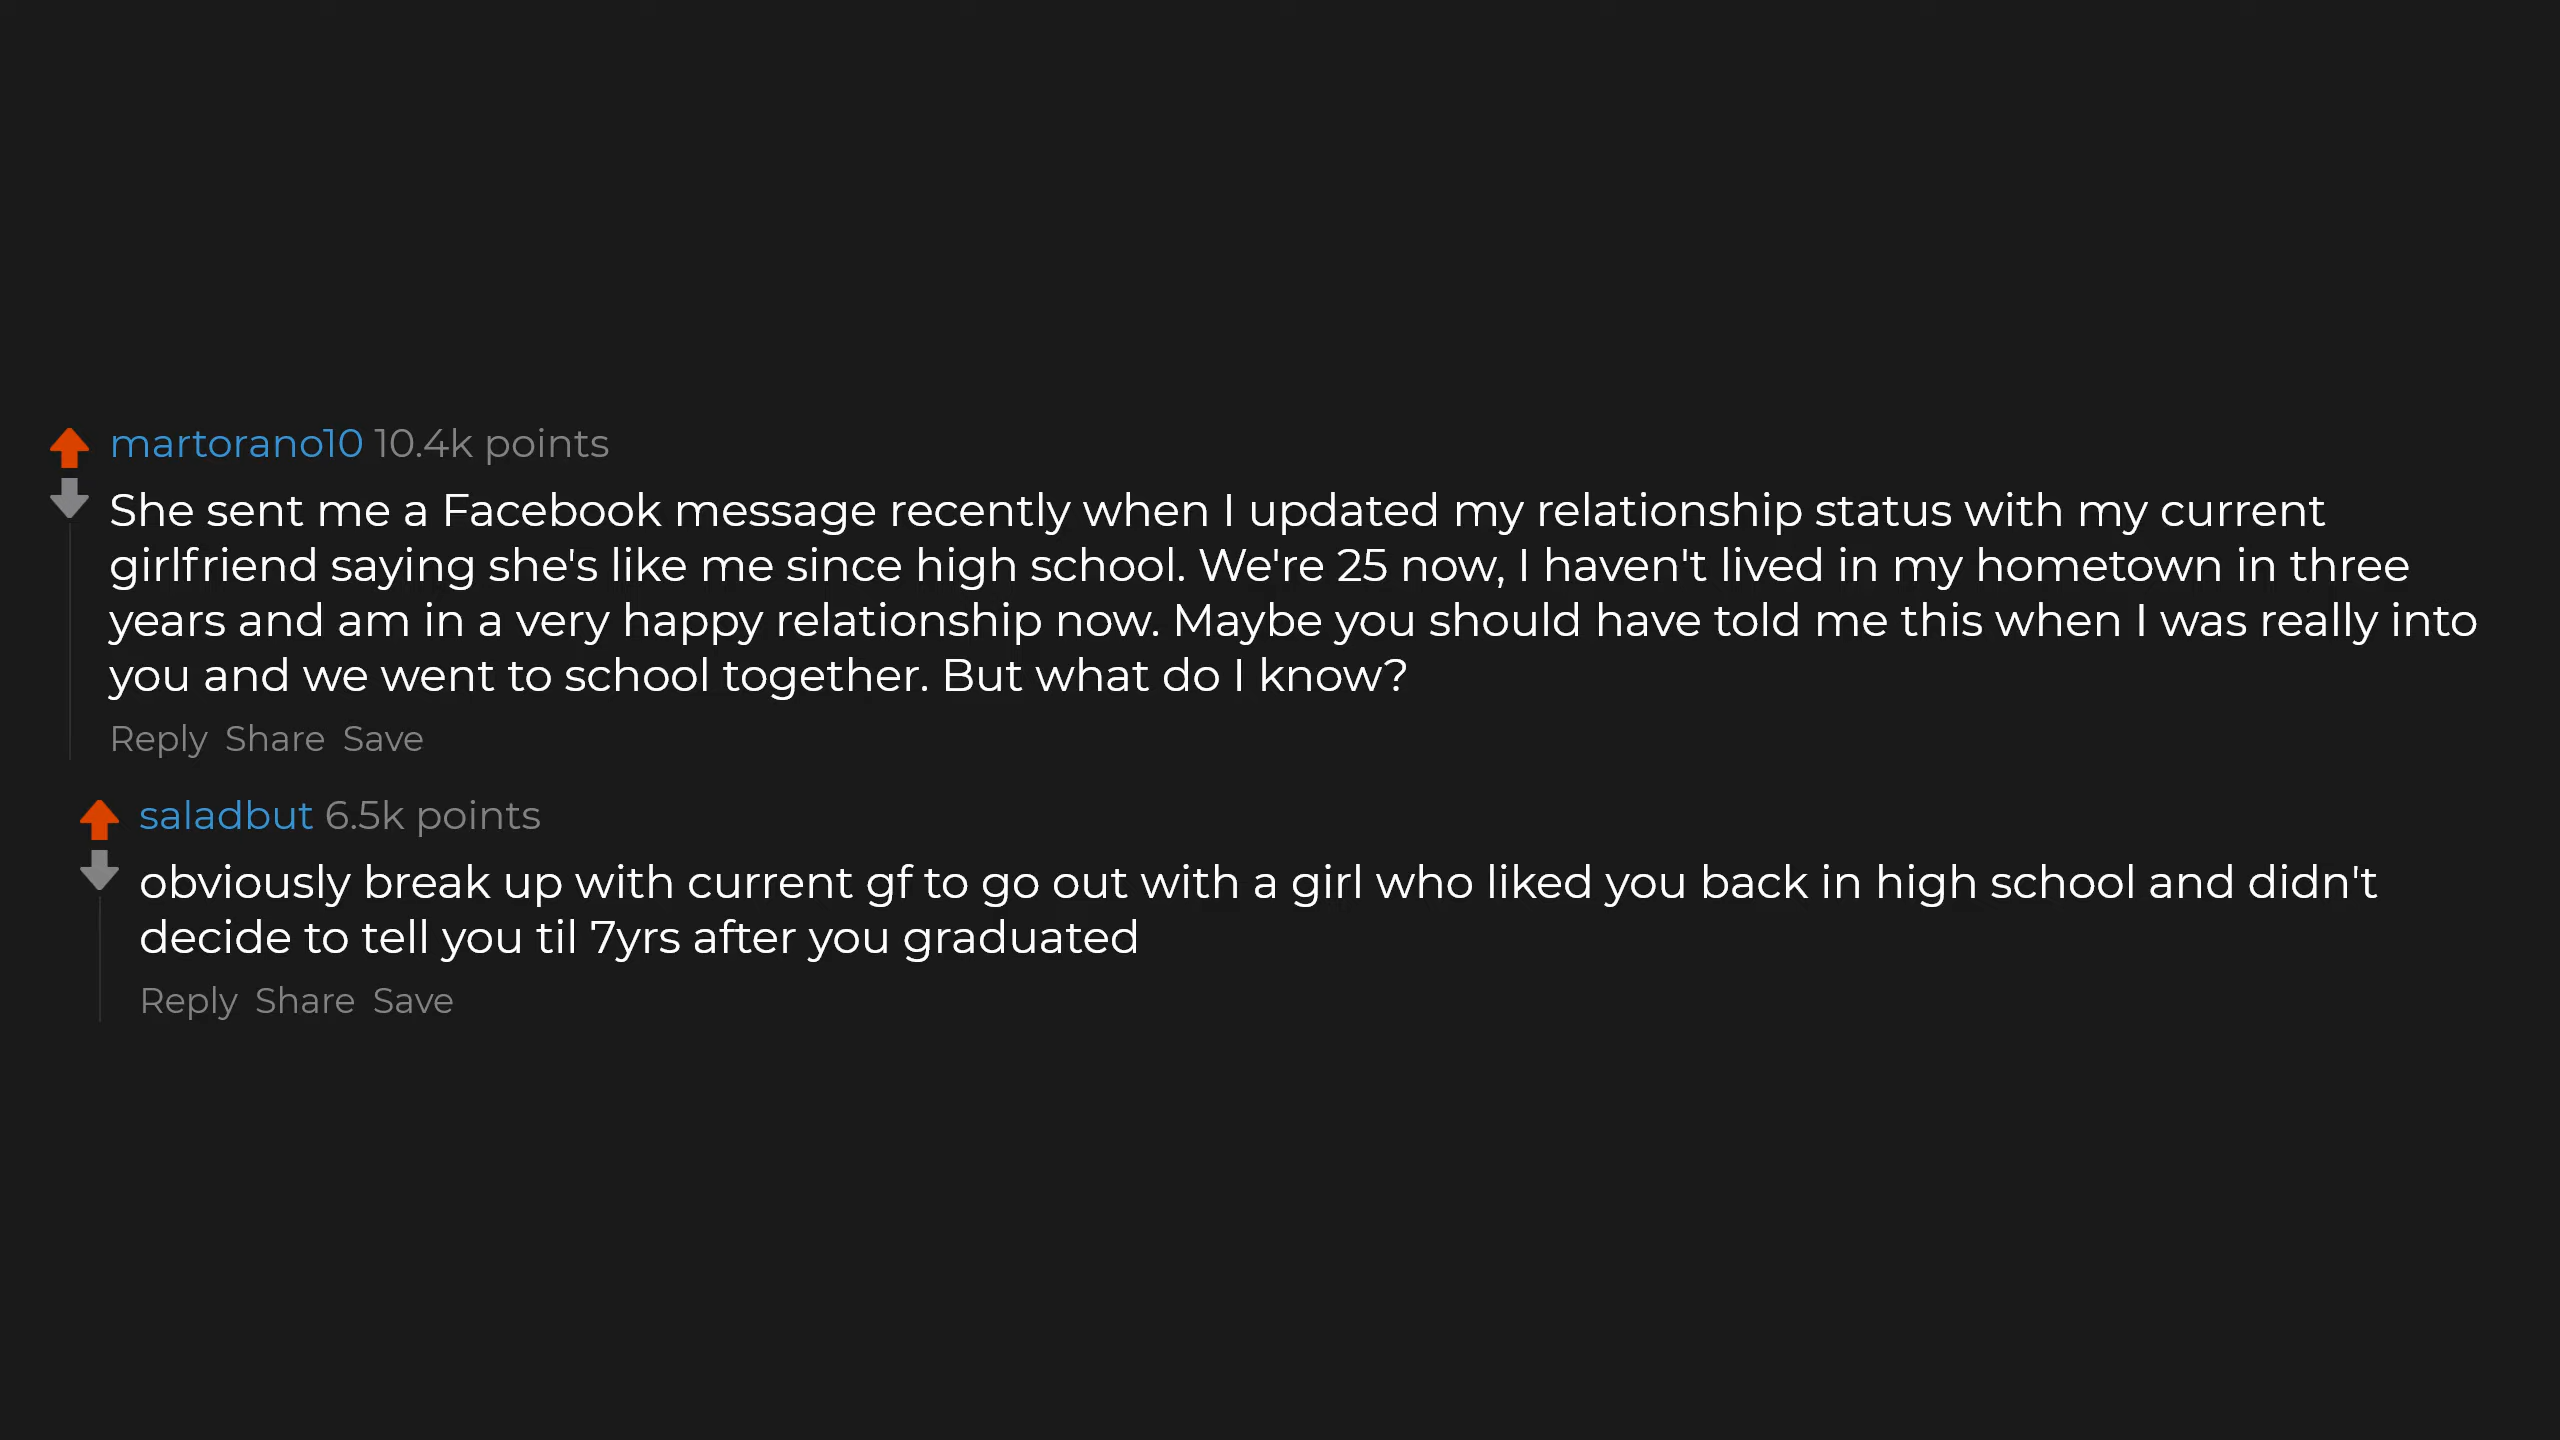 martorano10 10.4k points
She sent me a Facebook message recently when I updated my relationship status with my current
girlfriend saying she's like me since high school. We're 25 now, I haven't lived in my hometown in three
years and am in a very happy relationship now. Maybe you should have told me this when I was really into
you and we went to school together. But what do I know?
Reply Share Save
saladbut 6.5k points
obviously break up with current gf to go out with a girl who liked you back in high school and didn't
decide to tell you til 7yrs after you graduated
Reply Share Save